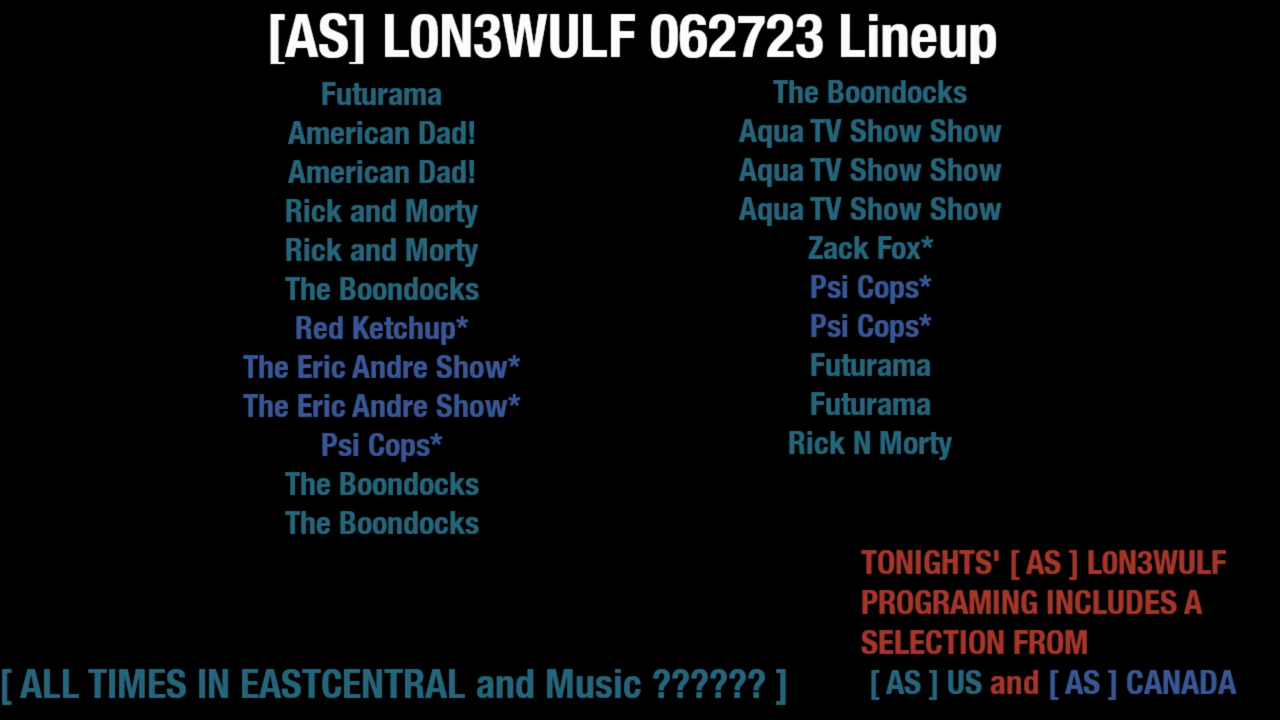 [AS] L0N3WULF 062723 Lineup
Futurama
American Dad!
American Dad!
Rick and Morty
Rick and Morty
The Boondocks
Red Ketchup*
The Eric Andre Show*
The Eric Andre Show*
Psi Cops*
The Boondocks
The Boondocks
The Boondocks
Aqua TV Show Show
Aqua TV Show Show
Aqua TV Show Show
Zack Fox*
Psi Cops*
Psi Cops*
Futurama
Futurama
Rick N Morty
TONIGHTS' [ AS ] L0N3WULF
PROGRAMING INCLUDES A
SELECTION FROM
[ AS ] US and [ AS ] CANADA
[ ALL TIMES IN EASTCENTRAL and Music ?????? ]